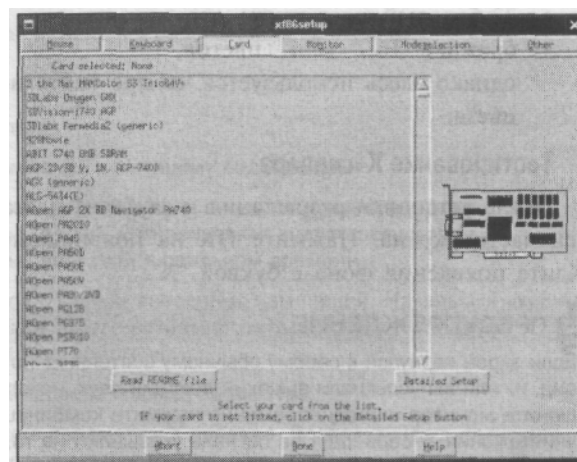 xf86setup
Mouse Keyboard Card Monitor Modeselection Other
Card selected: None
2 the Max MAXColor S3 Trio64V+
3DLabs Oxygen GMX
3DVision-i740 AGP
3Dlabs Permedia2 (generic)
928Movie
ABIT G740 8MB SDRAM
AGP 2D/3D V. 1N, AGP-740D
AGX (generic)
ALG-5434(E)
AOpen AGP 2X 3D Navigator PA740
AOpen PA2010
AOpen PA45
AOpen PA50D
AOpen PA50E
AOpen PA50V
AOpen PA80/DVD
AOpen PG128
AOpen PG975
AOpen PS3010
AOpen PT70
Read README file Detailed Setup
Select your card from the list.
If your card is not listed, click on the Detailed Setup button
Abort Done Help